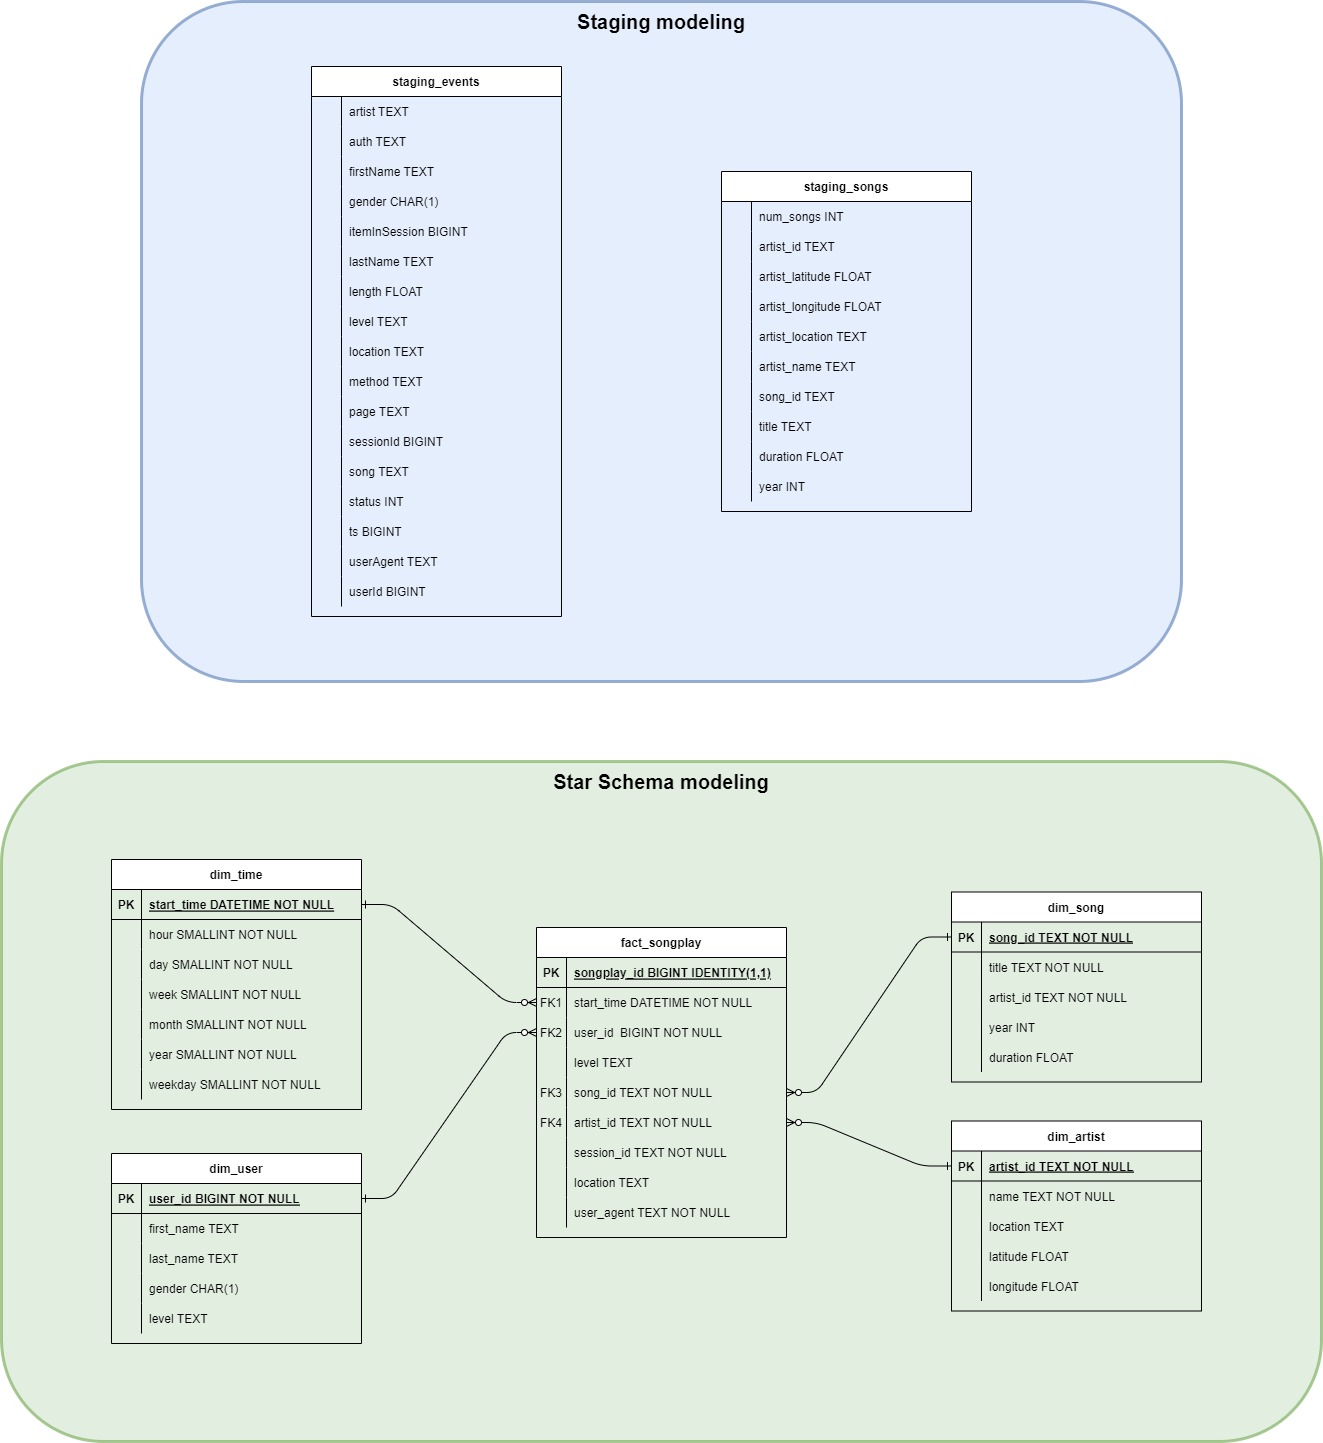 Staging modeling
staging_events
artist TEXT
auth TEXT
firstName TEXT
gender CHAR(1)
itemInSession BIGINT
lastName TEXT
length FLOAT
level TEXT
location TEXT
method TEXT
page TEXT
sessionId BIGINT
song TEXT
status INT
ts BIGINT
userAgent TEXT
userId BIGINT
staging_songs
num_songs INT
artist_id TEXT
artist_latitude FLOAT
artist_longitude FLOAT
artist_location TEXT
artist_name TEXT
song_id TEXT
title TEXT
duration FLOAT
year INT
Star Schema modeling
dim_time
PK start_time DATETIME NOT NULL
hour SMALLINT NOT NULL
day SMALLINT NOT NULL
week SMALLINT NOT NULL
month SMALLINT NOT NULL
year SMALLINT NOT NULL
weekday SMALLINT NOT NULL
dim_user
PK user_id BIGINT NOT NULL
first_name TEXT
last_name TEXT
gender CHAR(1)
level TEXT
fact_songplay
PK songplay_id BIGINT IDENTITY(1,1)
FK1 start_time DATETIME NOT NULL
FK2 user_id BIGINT NOT NULL
level TEXT
FK3 song_id TEXT NOT NULL
FK4 artist_id TEXT NOT NULL
session_id TEXT NOT NULL
location TEXT
user_agent TEXT NOT NULL
dim_song
PK song_id TEXT NOT NULL
title TEXT NOT NULL
artist_id TEXT NOT NULL
year INT
duration FLOAT
dim_artist
PK artist_id TEXT NOT NULL
name TEXT NOT NULL
location TEXT
latitude FLOAT
longitude FLOAT